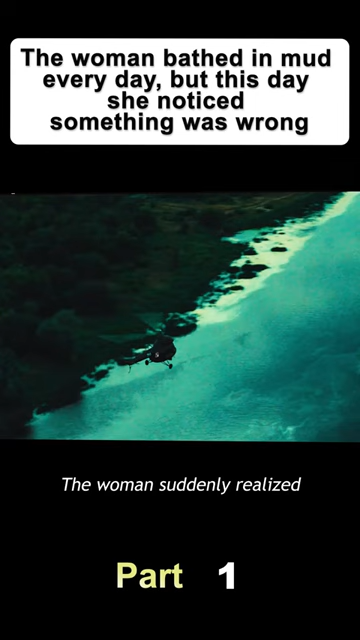 The woman bathed in mud
every day, but this day
she noticed
something was wrong
The woman suddenly realized
Part 1